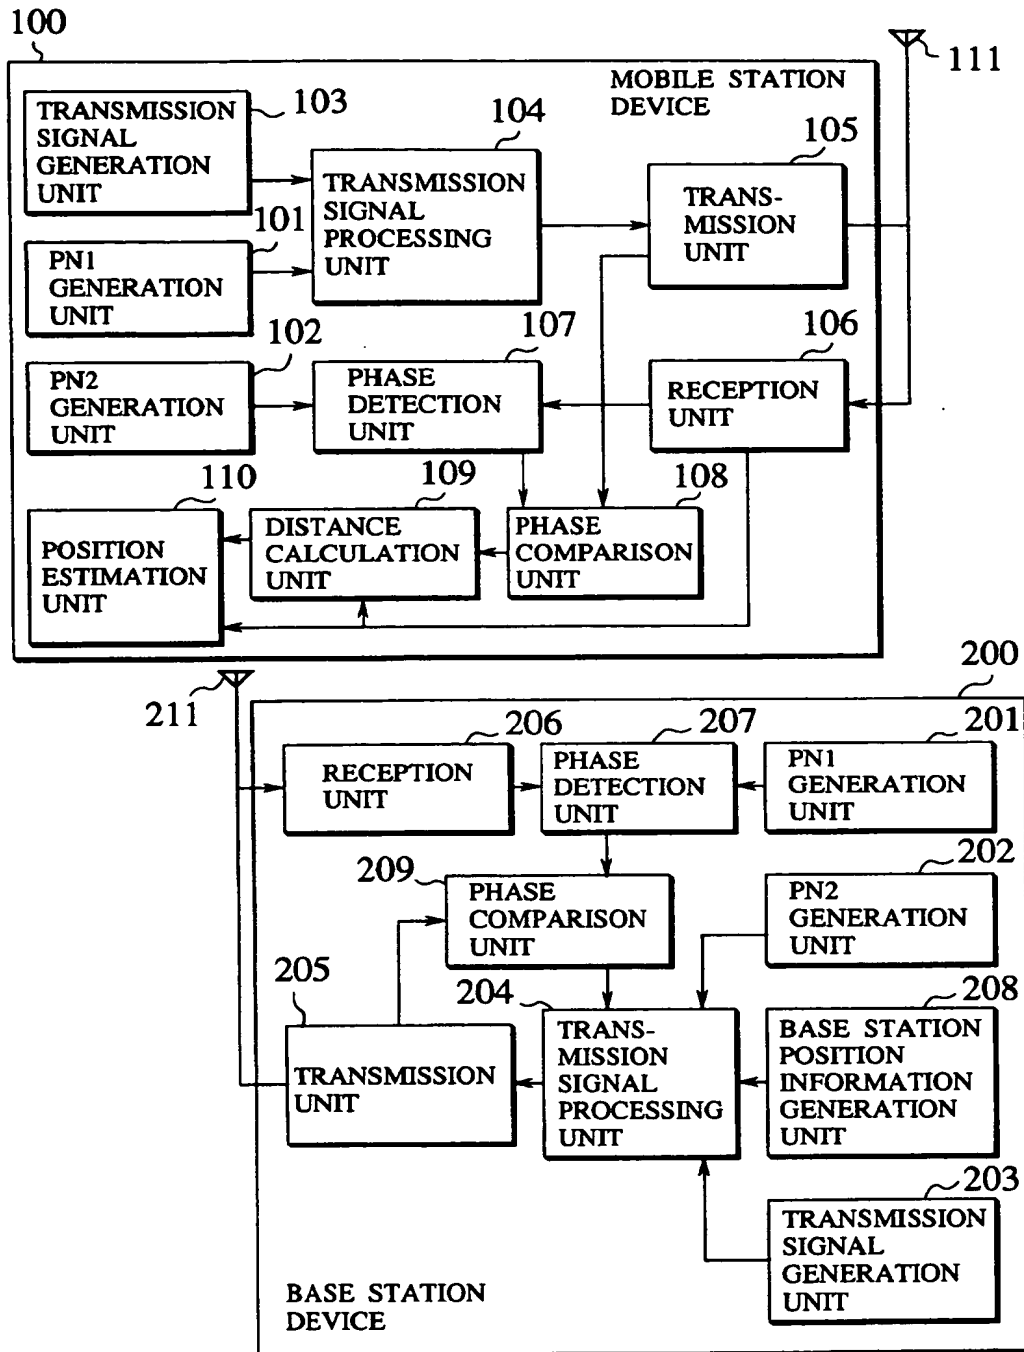 100
111
MOBILE STATION
DEVICE
103
TRANSMISSION
SIGNAL
GENERATION
UNIT
104
TRANSMISSION
SIGNAL
PROCESSING
UNIT
105
TRANS-
MISSION
UNIT
101
PN1
GENERATION
UNIT
102
PN2
GENERATION
UNIT
107
PHASE
DETECTION
UNIT
106
RECEPTION
UNIT
110
POSITION
ESTIMATION
UNIT
109
DISTANCE
CALCULATION
UNIT
108
PHASE
COMPARISON
UNIT
200
211
206
RECEPTION
UNIT
207
PHASE
DETECTION
UNIT
201
PN1
GENERATION
UNIT
209
PHASE
COMPARISON
UNIT
202
PN2
GENERATION
UNIT
205
TRANSMISSION
UNIT
204
TRANS-
MISSION
SIGNAL
PROCESSING
UNIT
208
BASE STATION
POSITION
INFORMATION
GENERATION
UNIT
203
TRANSMISSION
SIGNAL
GENERATION
UNIT
BASE STATION
DEVICE